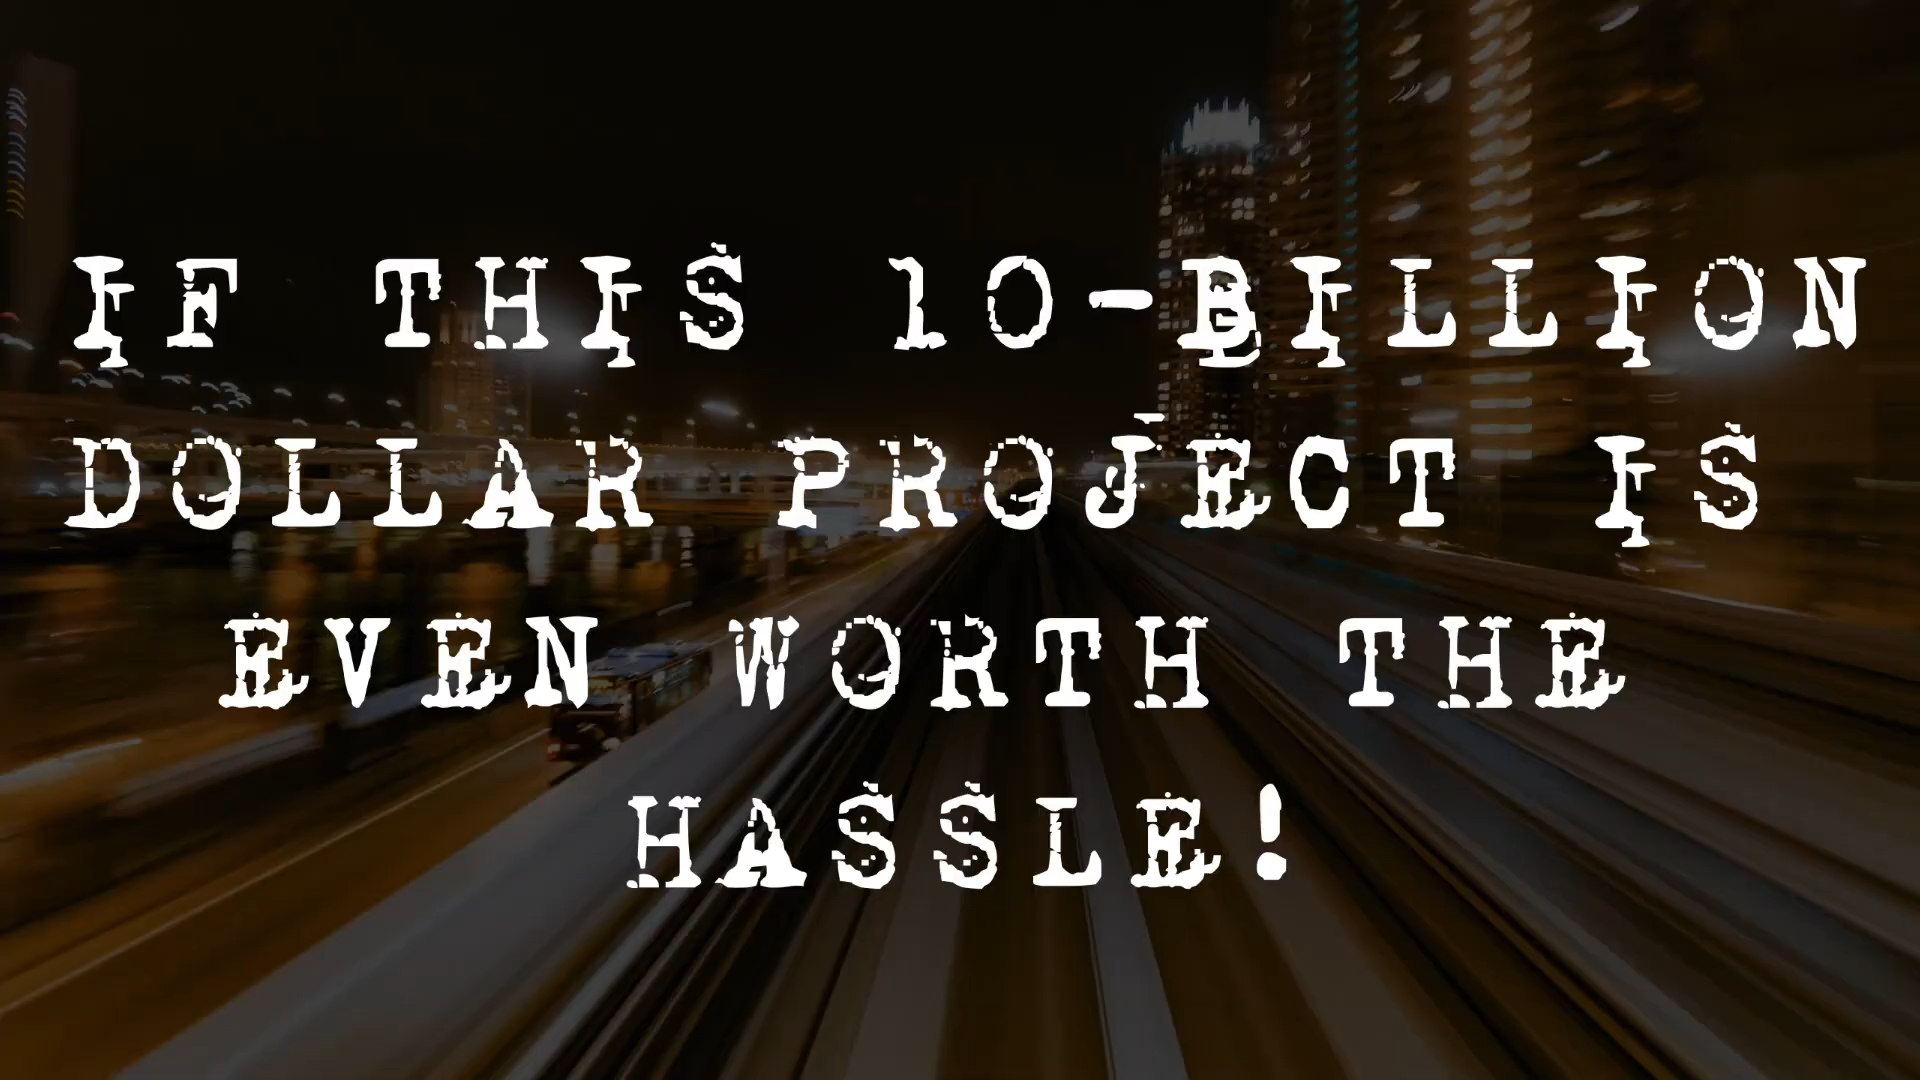 IF THIS 10-BILLION
DOLLAR PROJECT IS
EVEN WORTH THE
HASSLE!